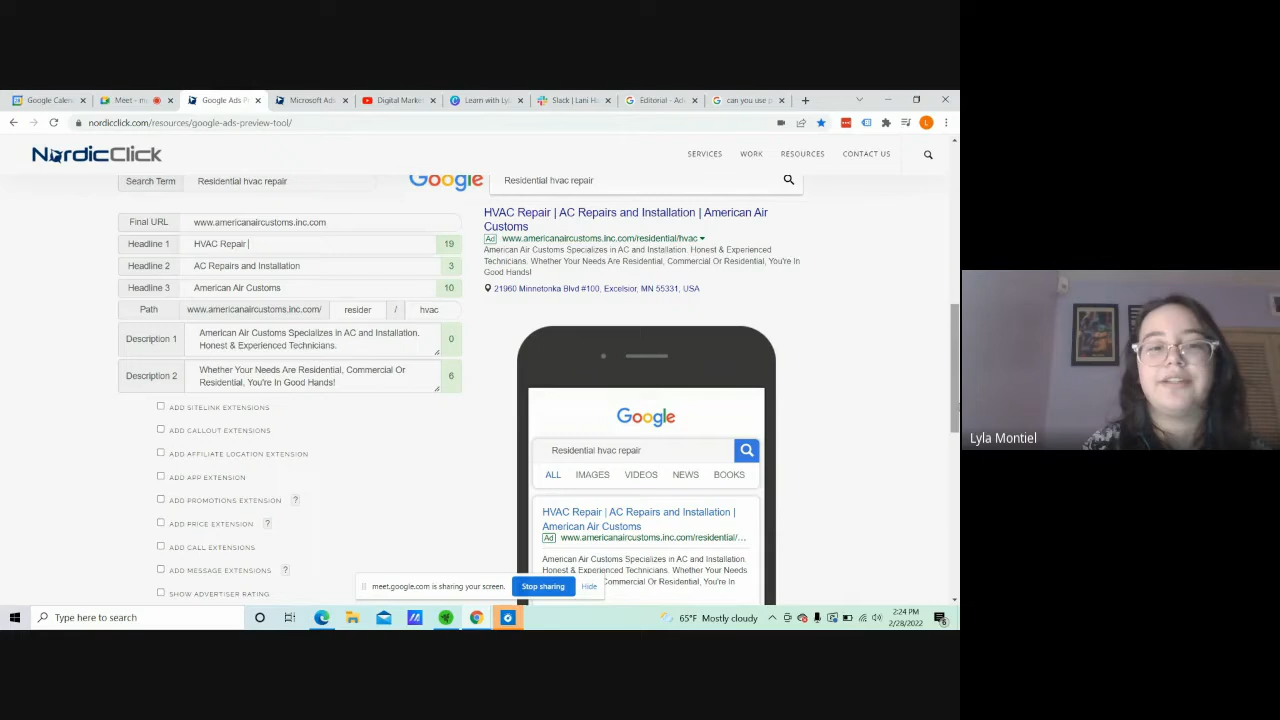 Google Calen
Meet - m
Google Ads P
Microsoft Ad
Digital Marke
Learn with Ly
Slack | Lani H
Editorial - Ad
can you use p
nordicclick.com/resources/google-ads-preview-tool/
L
NordicClick
SERVICES
WORK
RESOURCES
CONTACT US
Search Term
Residential hvac repair
Google
Residential hvac repair
Final URL
www.americanaircustoms.inc.com
Headline 1
HVAC Repair
19
Headline 2
AC Repairs and Installation
3
Headline 3
American Air Customs
10
Path
www.americanaircustoms.inc.com/
resider
/
hvac
Description 1
American Air Customs Specializes in AC and Installation.
Honest & Experienced Technicians.
0
Description 2
Whether Your Needs Are Residential, Commercial Or
Residential, You're In Good Hands!
6
ADD SITELINK EXTENSIONS
ADD CALLOUT EXTENSIONS
ADD AFFILIATE LOCATION EXTENSION
ADD APP EXTENSION
ADD PROMOTIONS EXTENSION
?
ADD PRICE EXTENSION
?
ADD CALL EXTENSIONS
ADD MESSAGE EXTENSIONS
?
SHOW ADVERTISER RATING
HVAC Repair | AC Repairs and Installation | American Air
Customs
Ad www.americanaircustoms.inc.com/residential/hvac
American Air Customs Specializes in AC and Installation. Honest & Experienced
Technicians. Whether Your Needs Are Residential, Commercial Or Residential, You're In
Good Hands!
21960 Minnetonka Blvd #100, Excelsior, MN 55331, USA
Google
Residential hvac repair
ALL
IMAGES
VIDEOS
NEWS
BOOKS
HVAC Repair | AC Repairs and Installation |
American Air Customs
Ad www.americanaircustoms.inc.com/residential/...
American Air Customs Specializes in AC and Installation.
Honest & Experienced Technicians. Whether Your Needs
Commercial Or Residential, You're In
meet.google.com is sharing your screen.
Stop sharing
Hide
Type here to search
65°F Mostly cloudy
2:24 PM
2/28/2022
6
Lyla Montiel